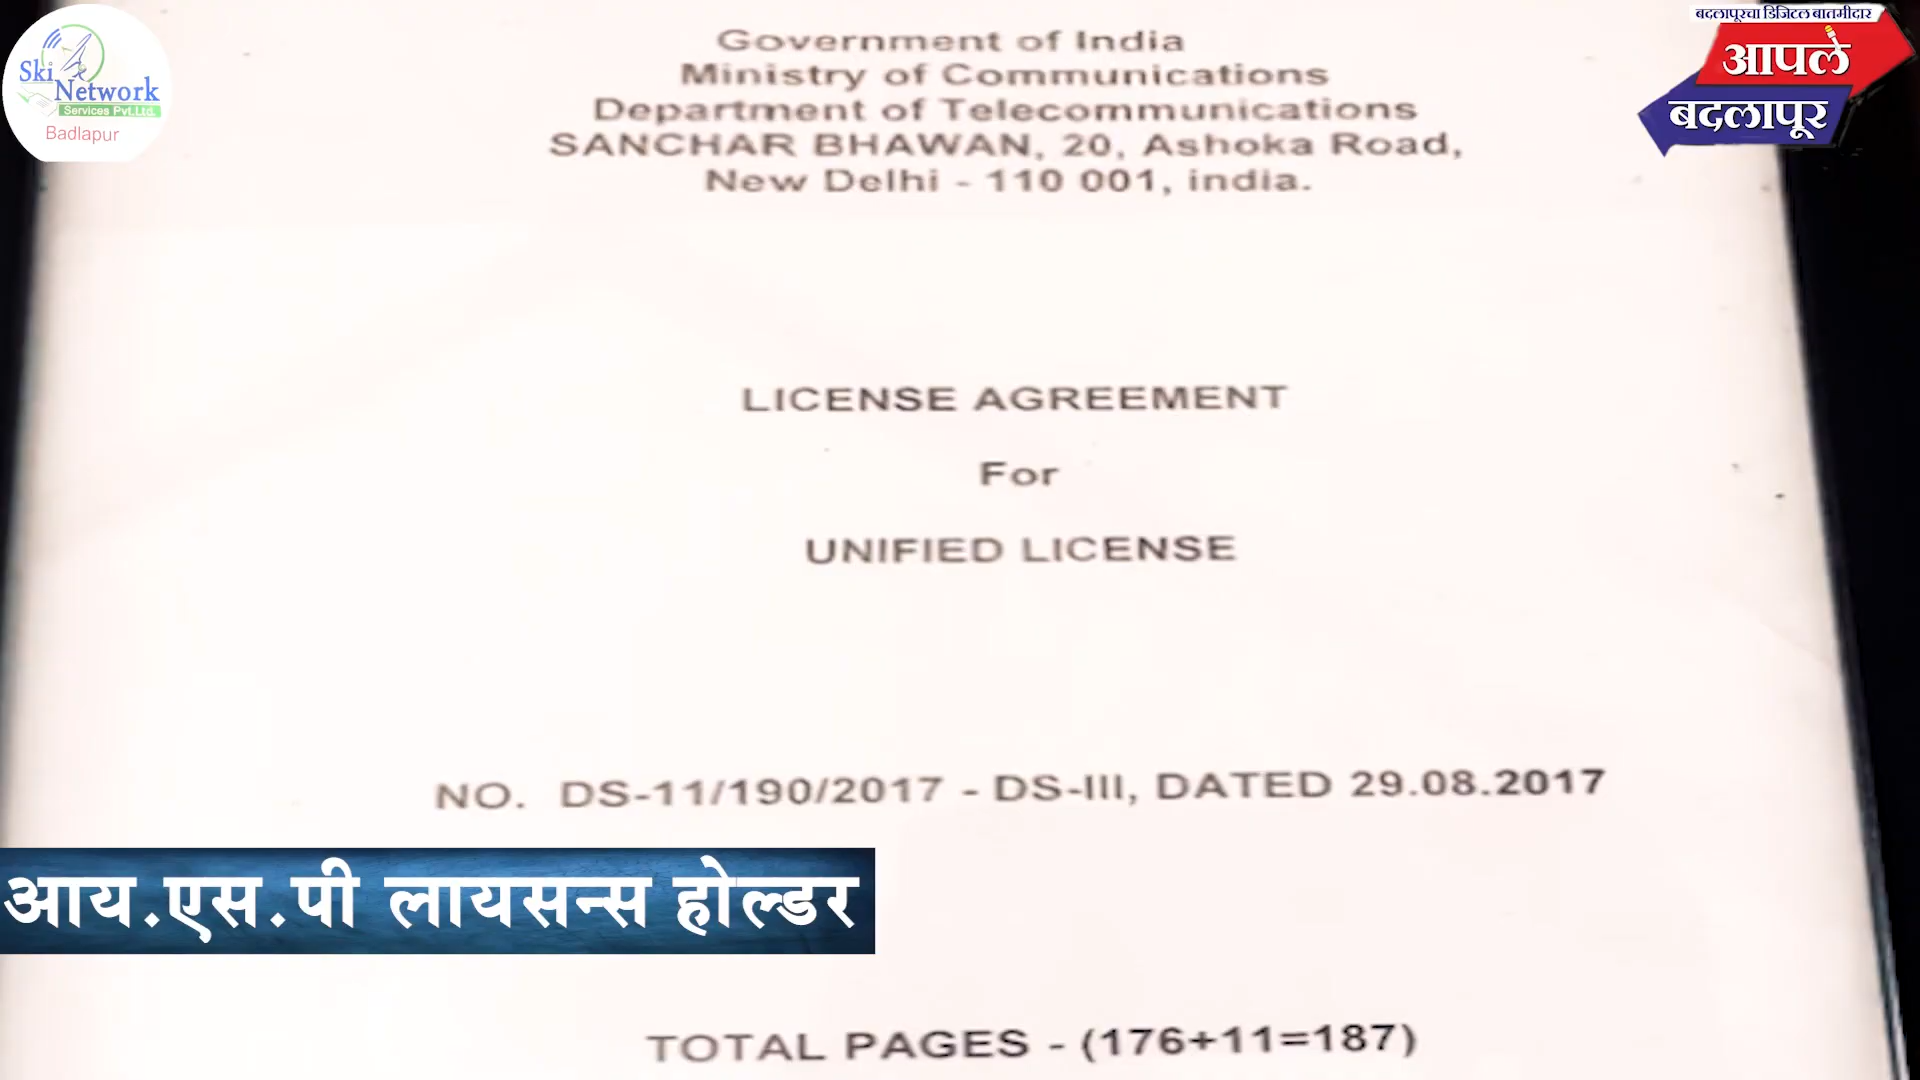 Ski
Network
Services Pvt.Ltd.
Badlapur
बदलापूरचा डिजिटल बातमीदार
आपले
बदलापूर
Government of India
Ministry of Communications
Department of Telecommunications
SANCHAR BHAWAN, 20, Ashoka Road,
New Delhi - 110 001, india.
LICENSE AGREEMENT
For
UNIFIED LICENSE
NO. DS-11/190/2017 - DS-III, DATED 29.08.2017
आय.एस.पी लायसन्स होल्डर
TOTAL PAGES - (176+11=187)